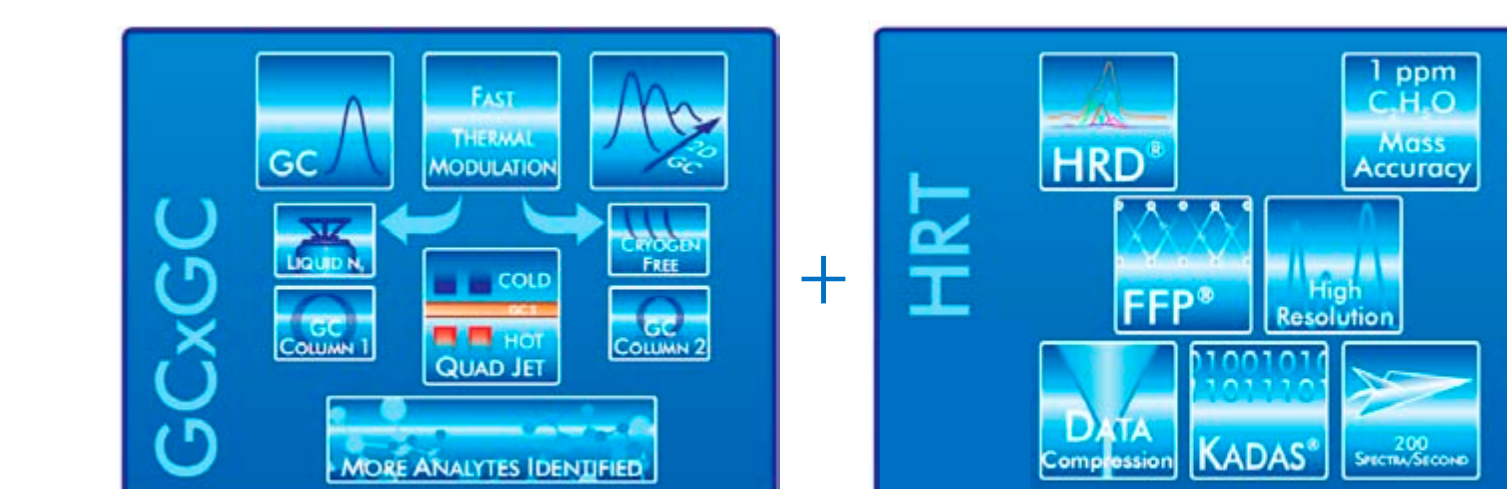 GCxGC
GC
FAST
THERMAL
MODULATION
2D
GC
LIQUID N₂
CRYOGEN
FREE
COLD
HOT
QUAD JET
GC
COLUMN 1
GC
COLUMN 2
MORE ANALYTES IDENTIFIED
+
HRT
HRD®
1 ppm
C₂H₅O
Mass
Accuracy
FFP®
High
Resolution
DATA
Compression
01001010
11011101
KADAS®
200
SPECTRA/SECOND